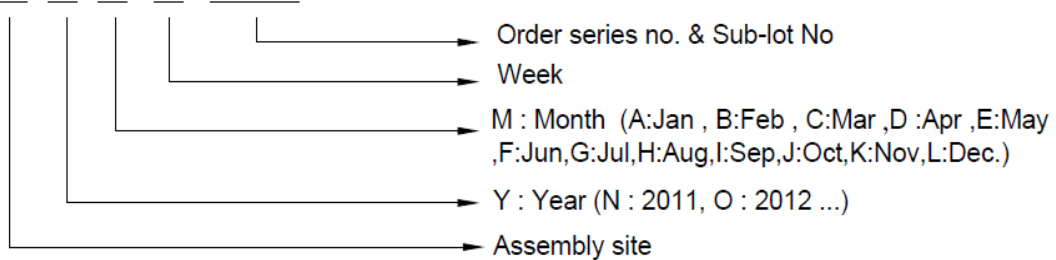 Order series no. & Sub-lot No
Week
M : Month (A:Jan , B:Feb , C:Mar ,D :Apr ,E:May
,F:Jun,G:Jul,H:Aug,I:Sep,J:Oct,K:Nov,L:Dec.)
Y : Year (N : 2011, O : 2012 ...)
Assembly site